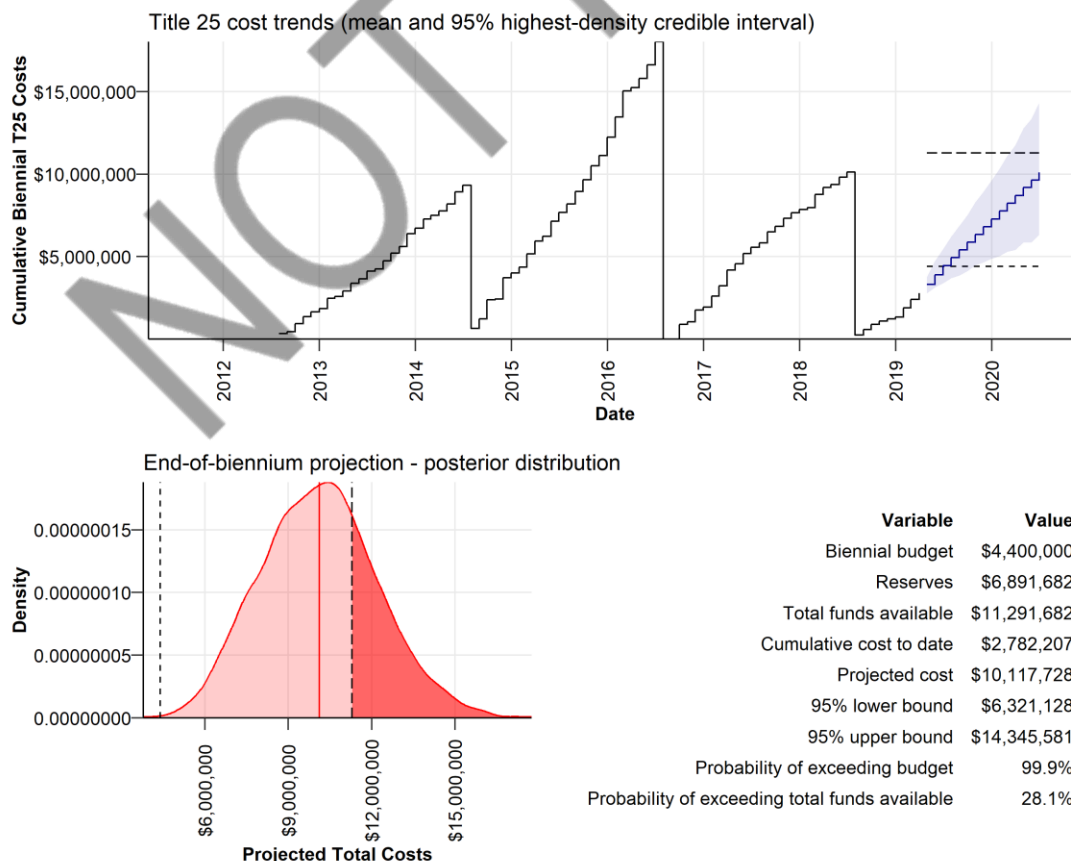 Title 25 cost trends (mean and 95% highest-density credible interval)
Cumulative Biennial T25 Costs
$15,000,000
$10,000,000
$5,000,000
2012
2013
2014
2015
2016
2017
2018
2019
2020
Date
NOT
End-of-biennium projection - posterior distribution
Density
0.00000015
0.00000010
0.00000005
0.00000000
$6,000,000
$9,000,000
$12,000,000
$15,000,000
Projected Total Costs
Variable Value
Biennial budget $4,400,000
Reserves $6,891,682
Total funds available $11,291,682
Cumulative cost to date $2,782,207
Projected cost $10,117,728
95% lower bound $6,321,128
95% upper bound $14,345,581
Probability of exceeding budget 99.9%
Probability of exceeding total funds available 28.1%